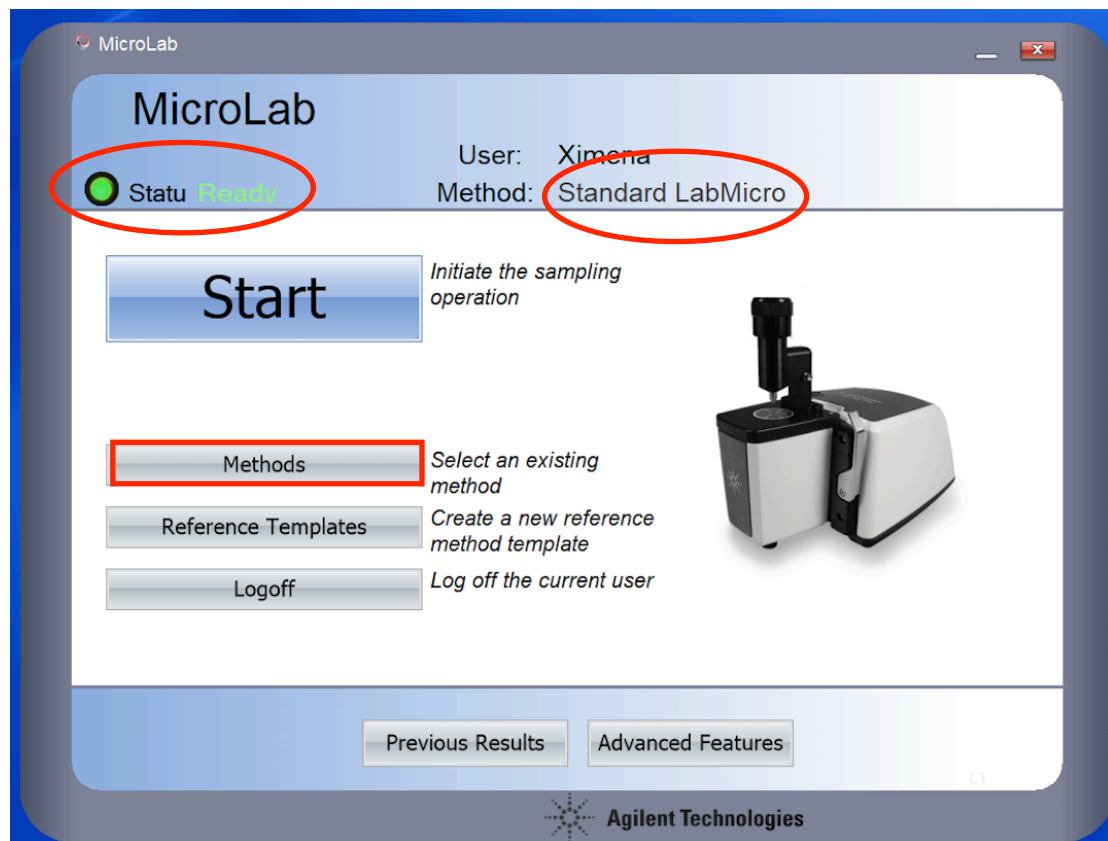 MicroLab
MicroLab
User: Ximena
Statu Ready
Method: Standard LabMicro
Start
Initiate the sampling
operation
Methods
Select an existing
method
Reference Templates
Create a new reference
method template
Logoff
Log off the current user
Previous Results
Advanced Features
L1
Agilent Technologies